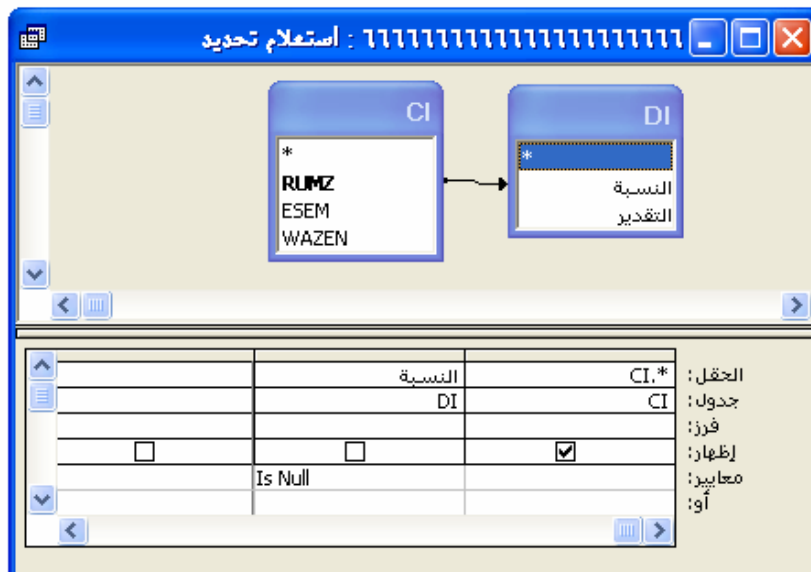 ٦٦٦٦٦٦٦٦٦٦٦٦٦٦٦٦٦٦٦٦٦٦ : استعلام تحديد
CI
*
RUMZ
ESEM
WAZEN
DI
*
النسبة
التقدير
الحقل: CI.* النسبة
جدول: CI DI
فرز:
إظهار:
معايير: Is Null
أو: